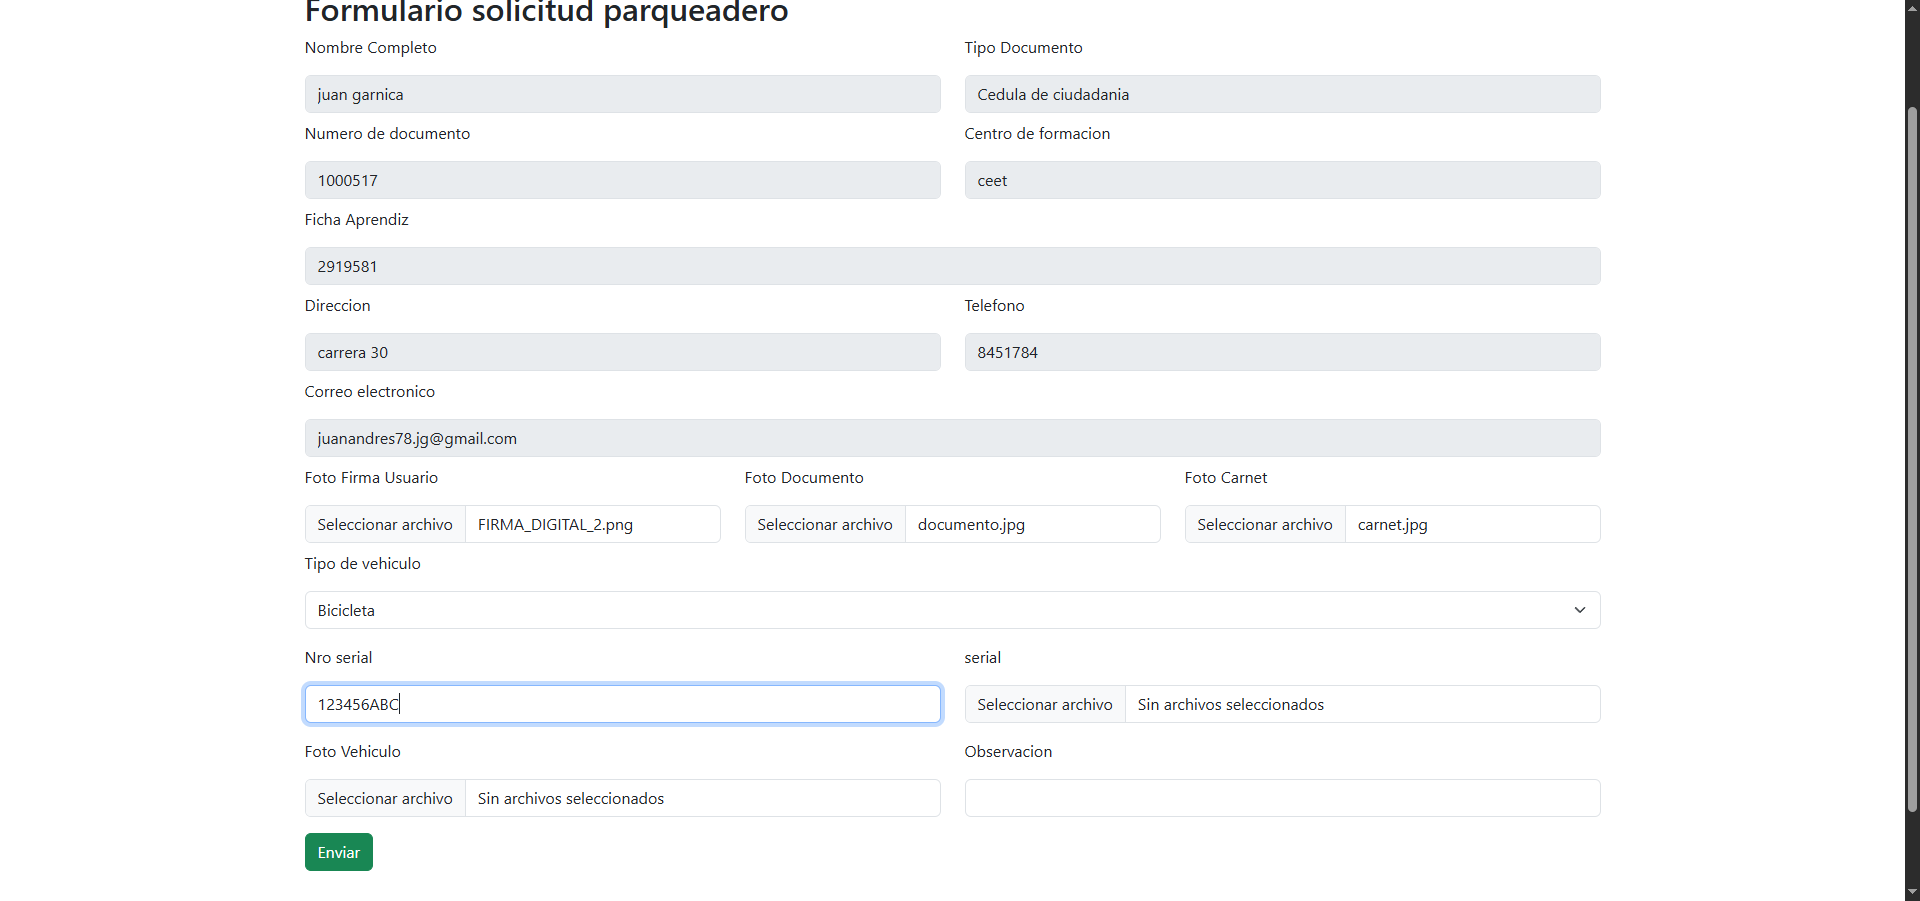 Formulario solicitud parqueadero
Nombre Completo
Tipo Documento
juan garnica
Cedula de ciudadania
Numero de documento
Centro de formacion
1000517
ceet
Ficha Aprendiz
2919581
Direccion
Telefono
carrera 30
8451784
Correo electronico
juanandres78.jg@gmail.com
Foto Firma Usuario
Foto Documento
Foto Carnet
Seleccionar archivo FIRMA_DIGITAL_2.png
Seleccionar archivo documento.jpg
Seleccionar archivo carnet.jpg
Tipo de vehiculo
Bicicleta
Nro serial
serial
123456ABC
Seleccionar archivo Sin archivos seleccionados
Foto Vehiculo
Observacion
Seleccionar archivo Sin archivos seleccionados
Enviar